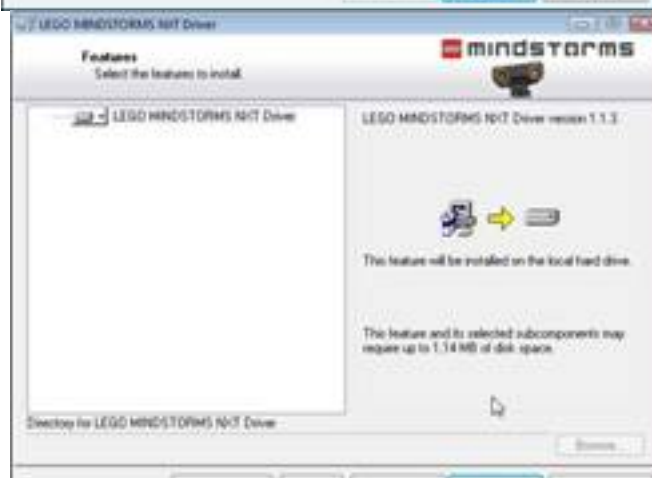 LEGO MINDSTORMS NXT Driver
mindstorms
Features
Select the features to install.
LEGO MINDSTORMS NXT Driver
LEGO MINDSTORMS NXT Driver version 1.1.3
This feature will be installed on the local hard drive.
This feature and its selected subcomponents may
require up to 1.14 MB of disk space.
Directory for LEGO MINDSTORMS NXT Driver
Browse...